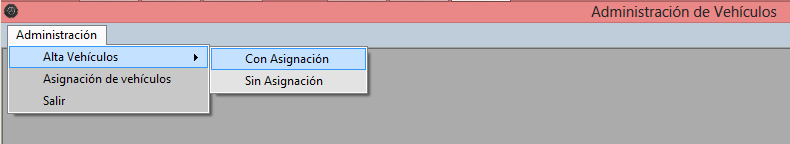 Administración de Vehículos
Administración
Alta Vehículos
Con Asignación
Sin Asignación
Asignación de vehículos
Salir